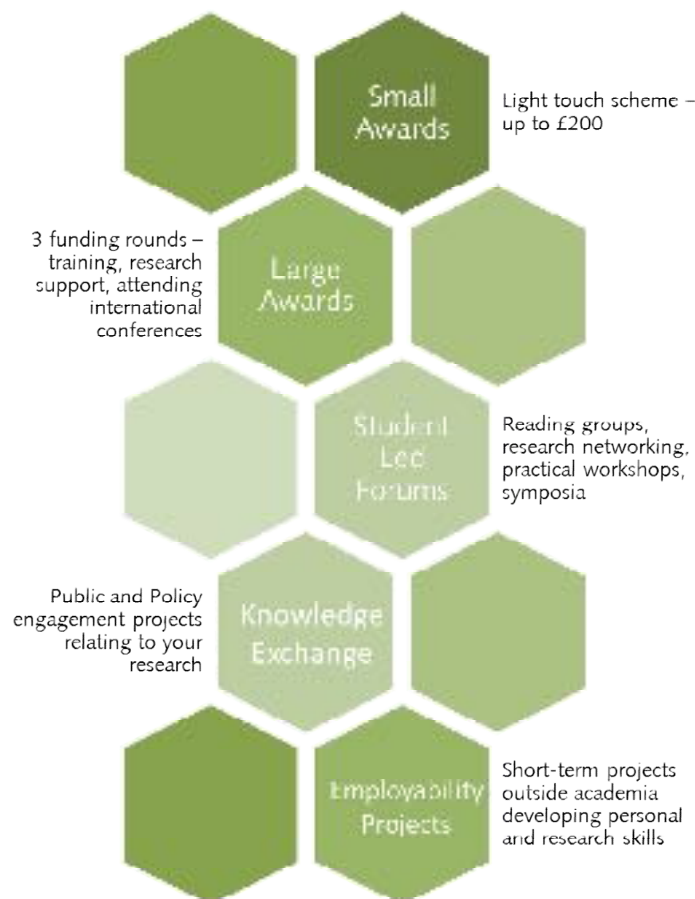 Small
Awards
Light touch scheme –
up to £200
3 funding rounds –
training, research
support, attending
international
conferences
Large
Awards
Student
Led
Forums
Reading groups,
research networking,
practical workshops,
symposia
Public and Policy
engagement projects
relating to your
research
Knowledge
Exchange
Employability
Projects
Short-term projects
outside academia
developing personal
and research skills